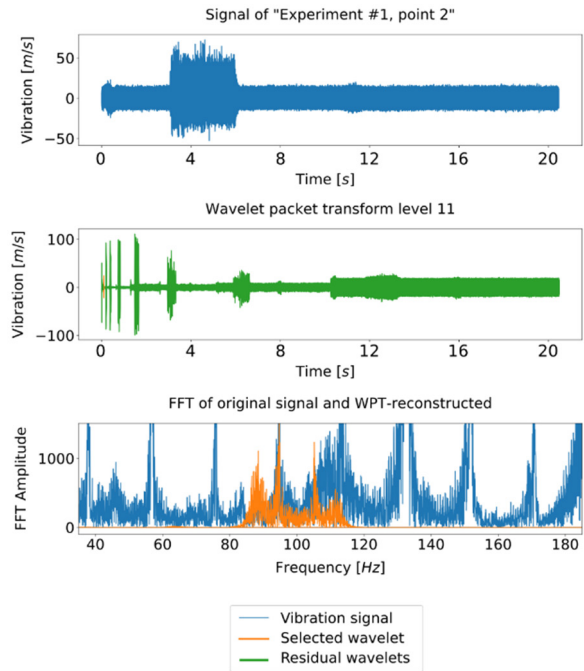 Signal of "Experiment #1, point 2"
50
0
−50
Vibration [m/s]
0 4 8 12 16 20
Time [s]
Wavelet packet transform level 11
100
0
−100
Vibration [m/s]
0 4 8 12 16 20
Time [s]
FFT of original signal and WPT-reconstructed
1000
0
FFT Amplitude
40 60 80 100 120 140 160 180
Frequency [Hz]
Vibration signal
Selected wavelet
Residual wavelets